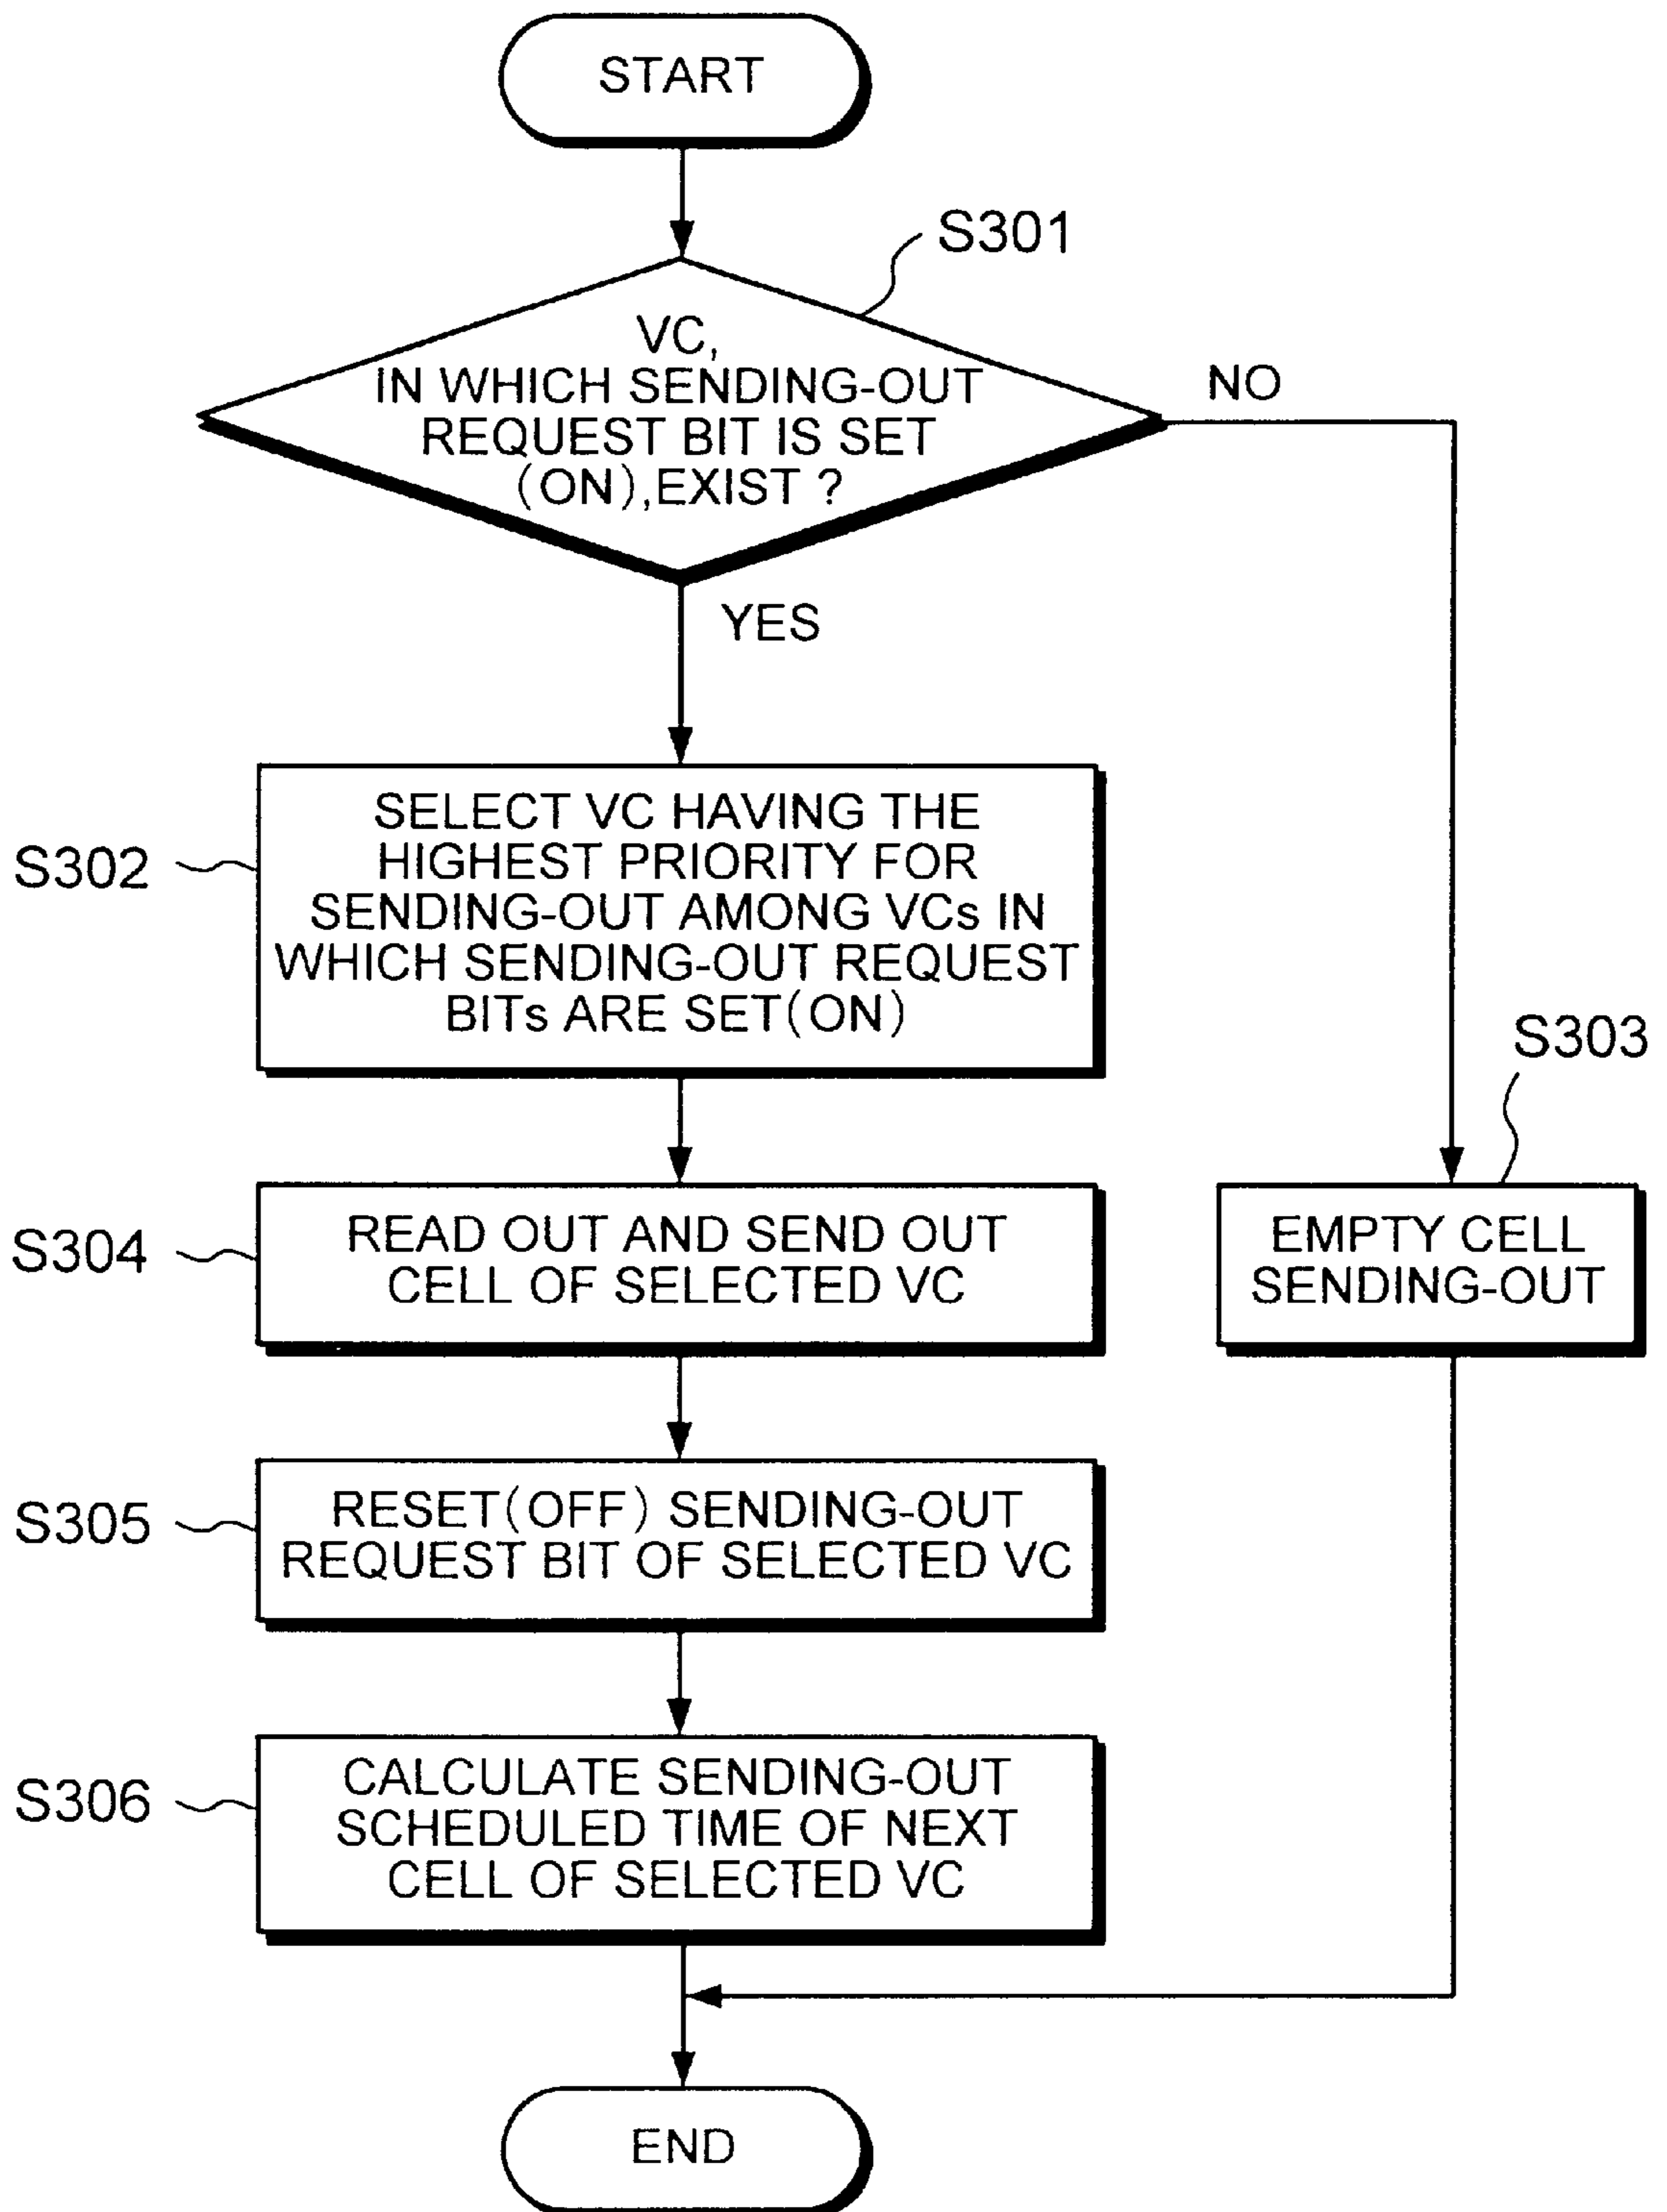 START
S301
VC,
IN WHICH SENDING-OUT
REQUEST BIT IS SET
(ON),EXIST ?
NO
YES
S302
SELECT VC HAVING THE
HIGHEST PRIORITY FOR
SENDING-OUT AMONG VCs IN
WHICH SENDING-OUT REQUEST
BITs ARE SET(ON)
S303
EMPTY CELL
SENDING-OUT
S304
READ OUT AND SEND OUT
CELL OF SELECTED VC
S305
RESET(OFF) SENDING-OUT
REQUEST BIT OF SELECTED VC
S306
CALCULATE SENDING-OUT
SCHEDULED TIME OF NEXT
CELL OF SELECTED VC
END